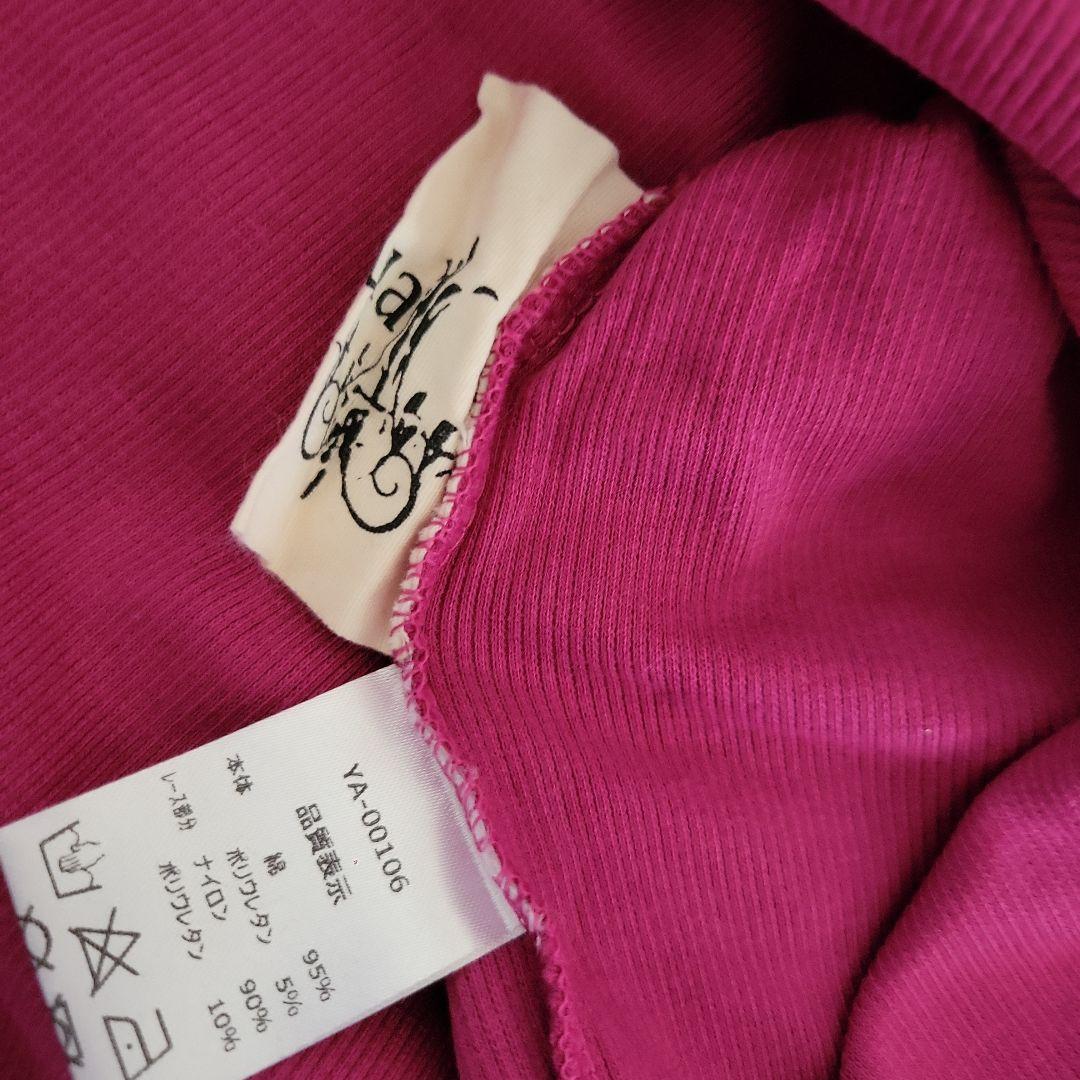 YA-00106
品質表示
本体 綿 95%
ポリウレタン 5%
レース部分 ナイロン 90%
ポリウレタン 10%